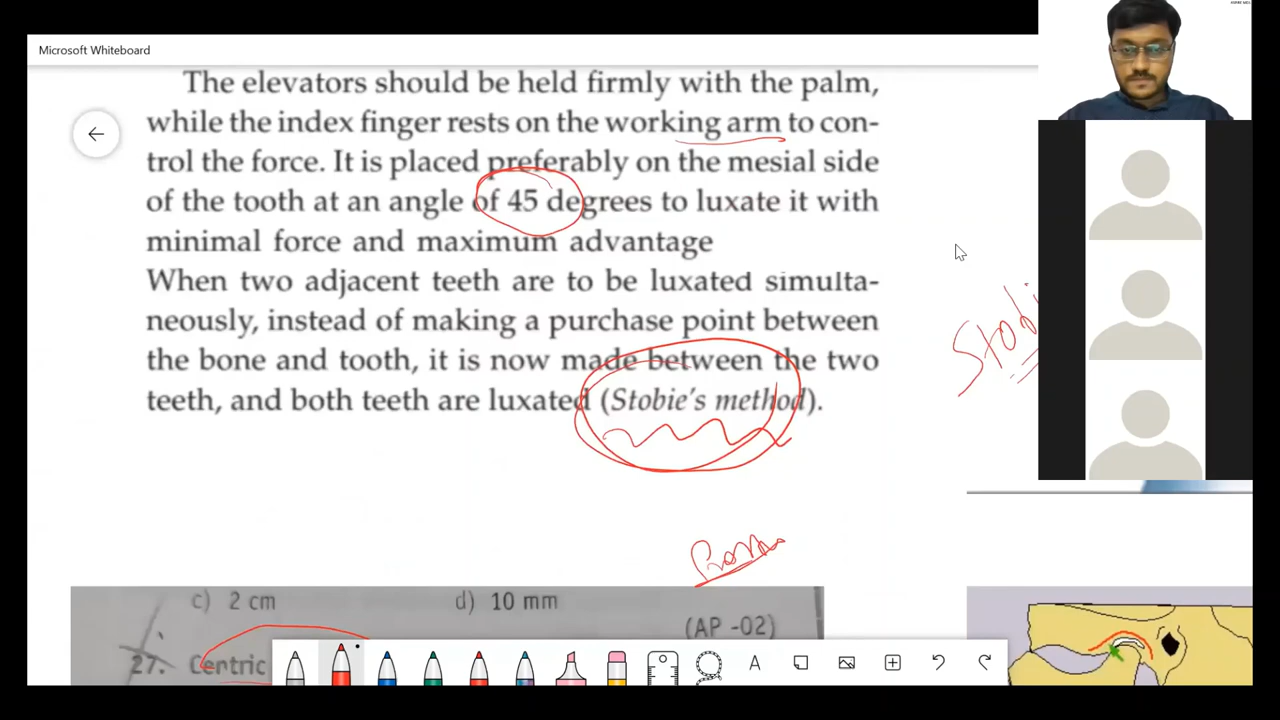 Microsoft Whiteboard
The elevators should be held firmly with the palm,
while the index finger rests on the working arm to con-
trol the force. It is placed preferably on the mesial side
of the tooth at an angle of 45 degrees to luxate it with
minimal force and maximum advantage
When two adjacent teeth are to be luxated simulta-
neously, instead of making a purchase point between
the bone and tooth, it is now made between the two
teeth, and both teeth are luxated (Stobie's method).
Stobi
c) 2 cm d) 10 mm
(AP -02)
27. Centric
A